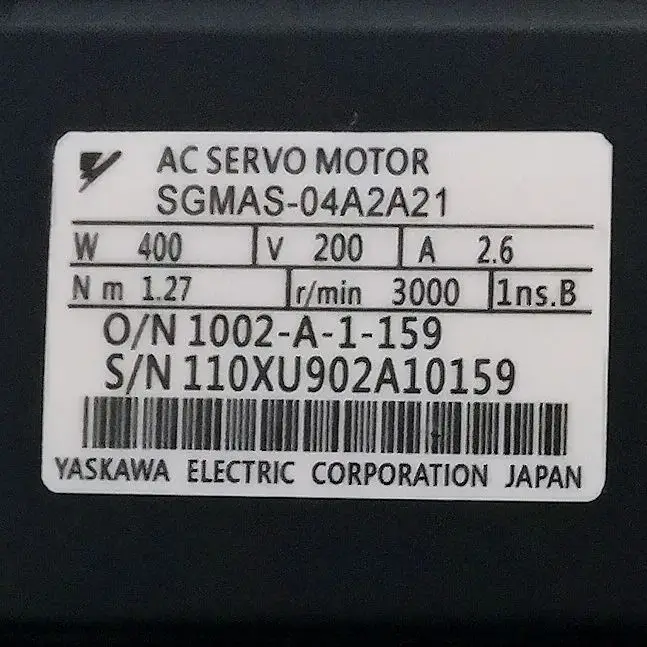 AC SERVO MOTOR
SGMAS-04A2A21
W 400 V 200 A 2.6
N m 1.27 r/min 3000 1ns.B
O/N 1002-A-1-159
S/N 110XU902A10159
YASKAWA ELECTRIC CORPORATION JAPAN